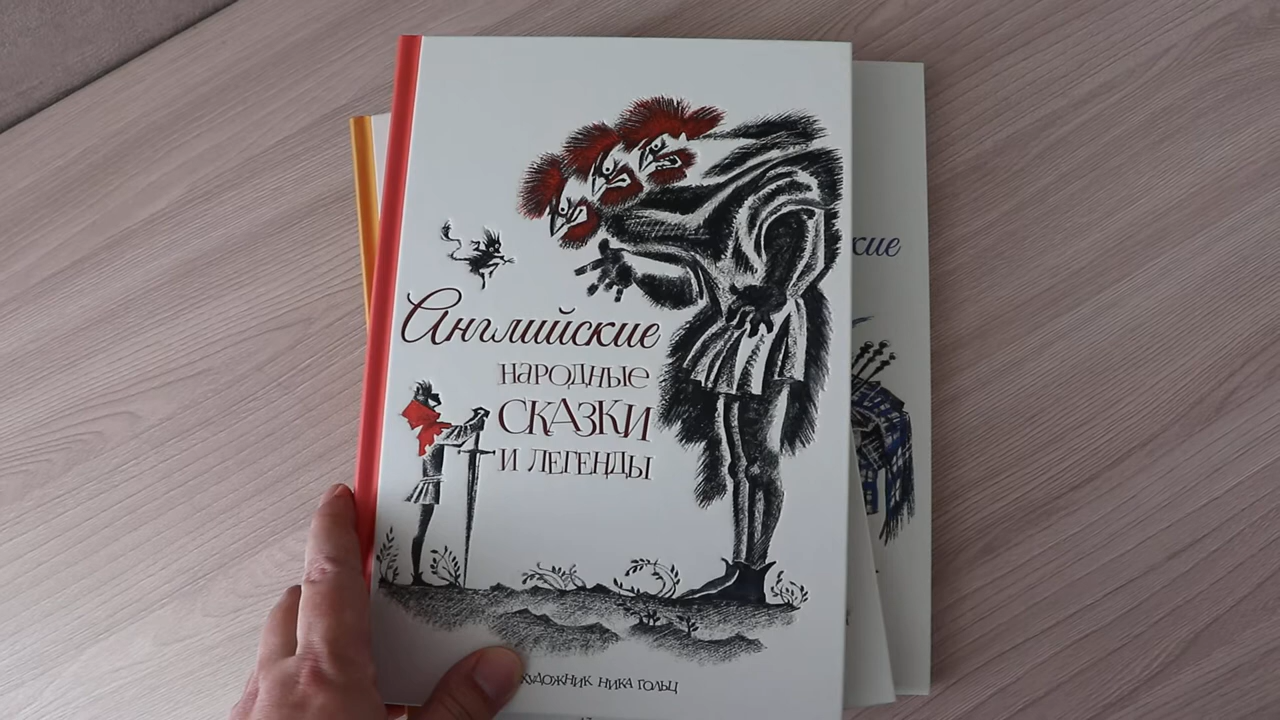 Английские
НАРОДНЫЕ
СКАЗКИ
И ЛЕГЕНДЫ
ХУДОЖНИК НИКА ГОЛЬЦ